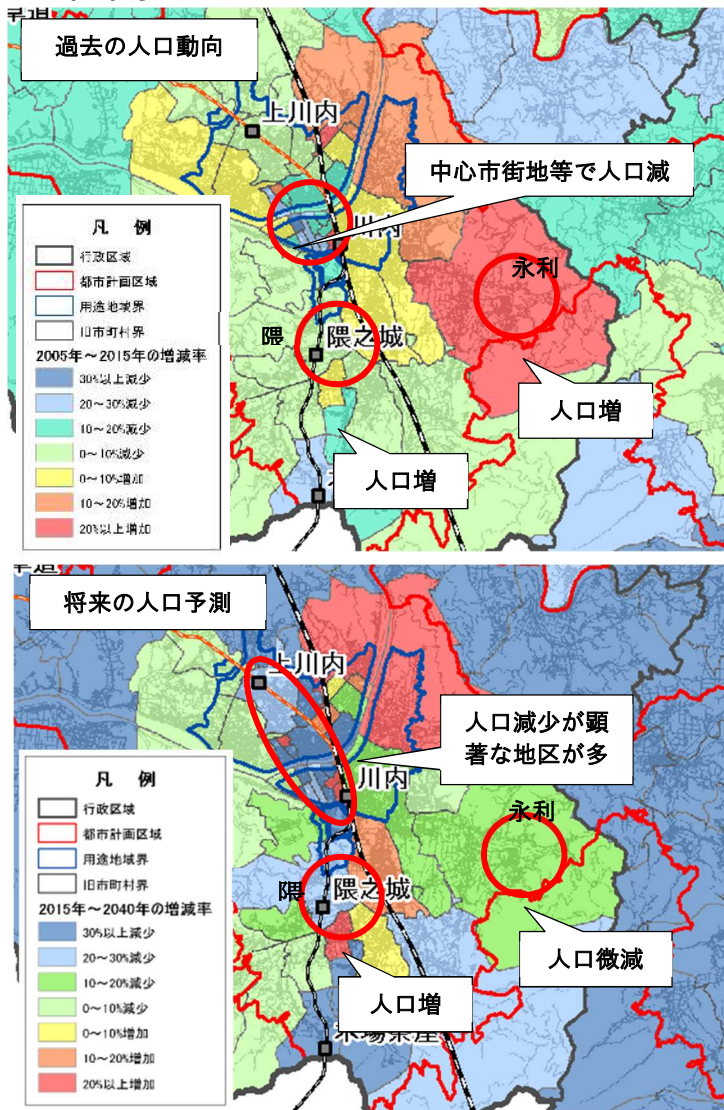 過去の人口動向
上川内
中心市街地等で人口減
川内
永利
隈
隈之城
人口増
人口増
凡 例
行政区域
都市計画区域
用途地域界
旧市町村界
2005年～2015年の増減率
30%以上減少
20～30%減少
10～20%減少
0～10%減少
0～10%増加
10～20%増加
20%以上増加
将来の人口予測
上川内
人口減少が顕
著な地区が多
川内
永利
隈
隈之城
人口微減
人口増
木場茶屋
凡 例
行政区域
都市計画区域
用途地域界
旧市町村界
2015年～2040年の増減率
30%以上減少
20～30%減少
10～20%減少
0～10%減少
0～10%増加
10～20%増加
20%以上増加